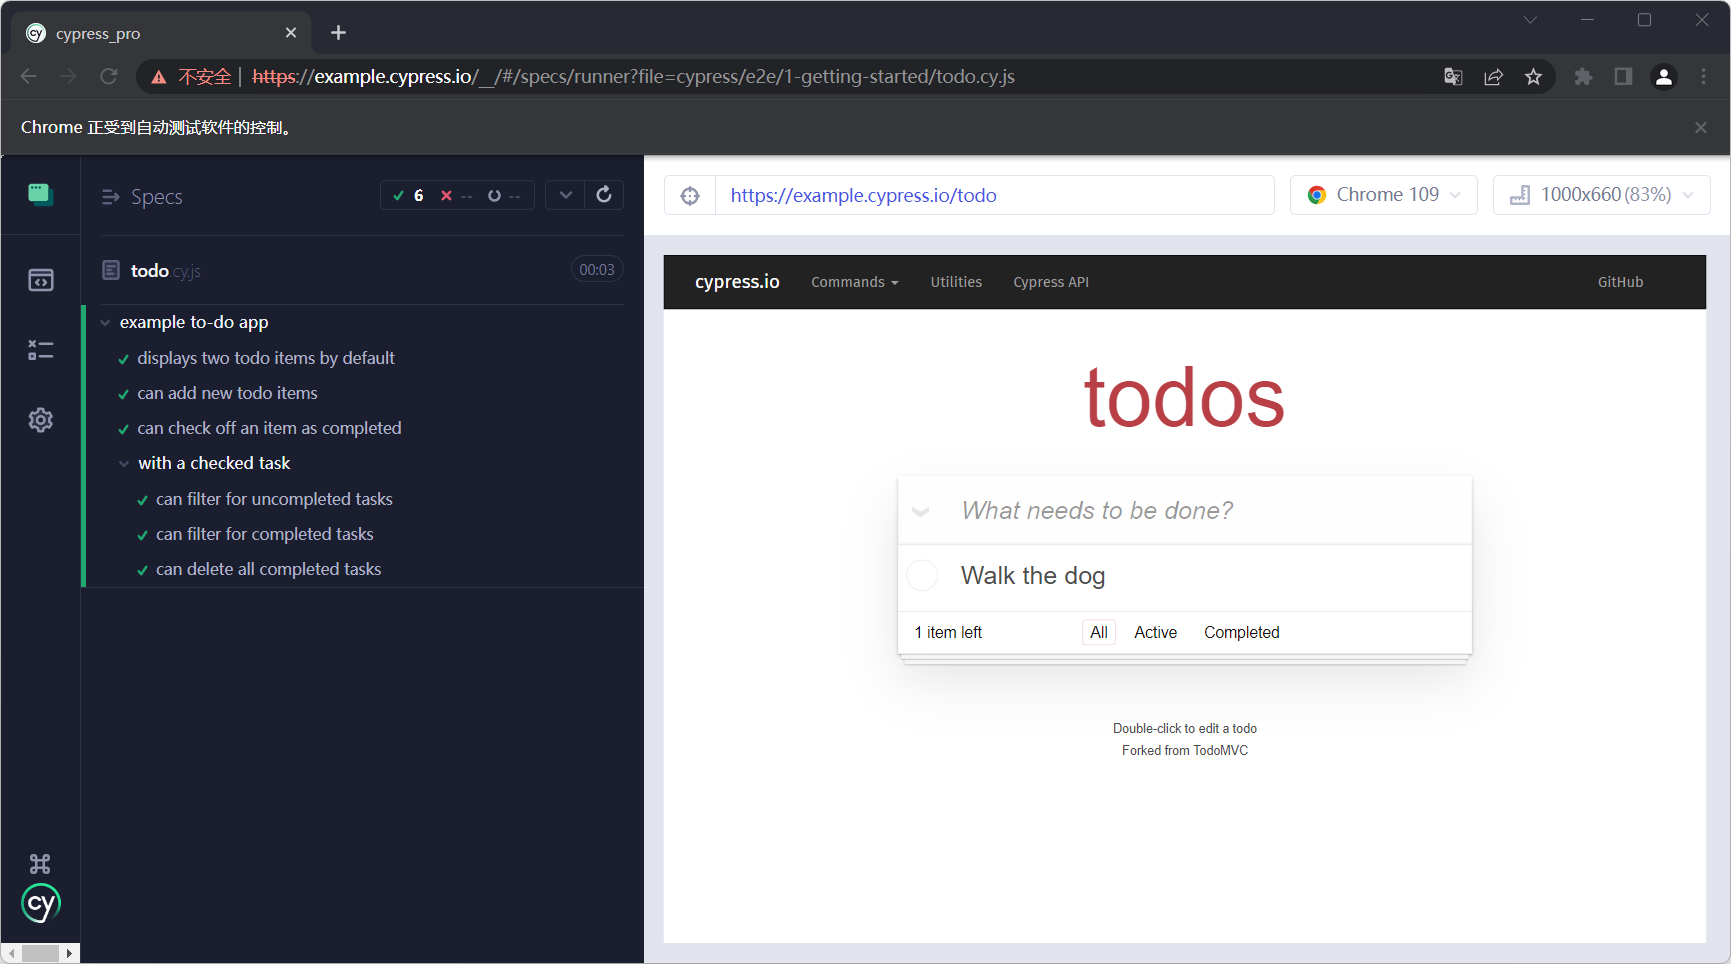 cypress_pro
不安全 | https://example.cypress.io/__/#/specs/runner?file=cypress/e2e/1-getting-started/todo.cy.js
Chrome 正受到自动测试软件的控制。
Specs
6 -- --
https://example.cypress.io/todo
Chrome 109
1000x660 (83%)
todo.cy.js
00:03
example to-do app
displays two todo items by default
can add new todo items
can check off an item as completed
with a checked task
can filter for uncompleted tasks
can filter for completed tasks
can delete all completed tasks
cy
cypress.io
Commands
Utilities
Cypress API
GitHub
todos
What needs to be done?
Walk the dog
1 item left
All
Active
Completed
Double-click to edit a todo
Forked from TodoMVC